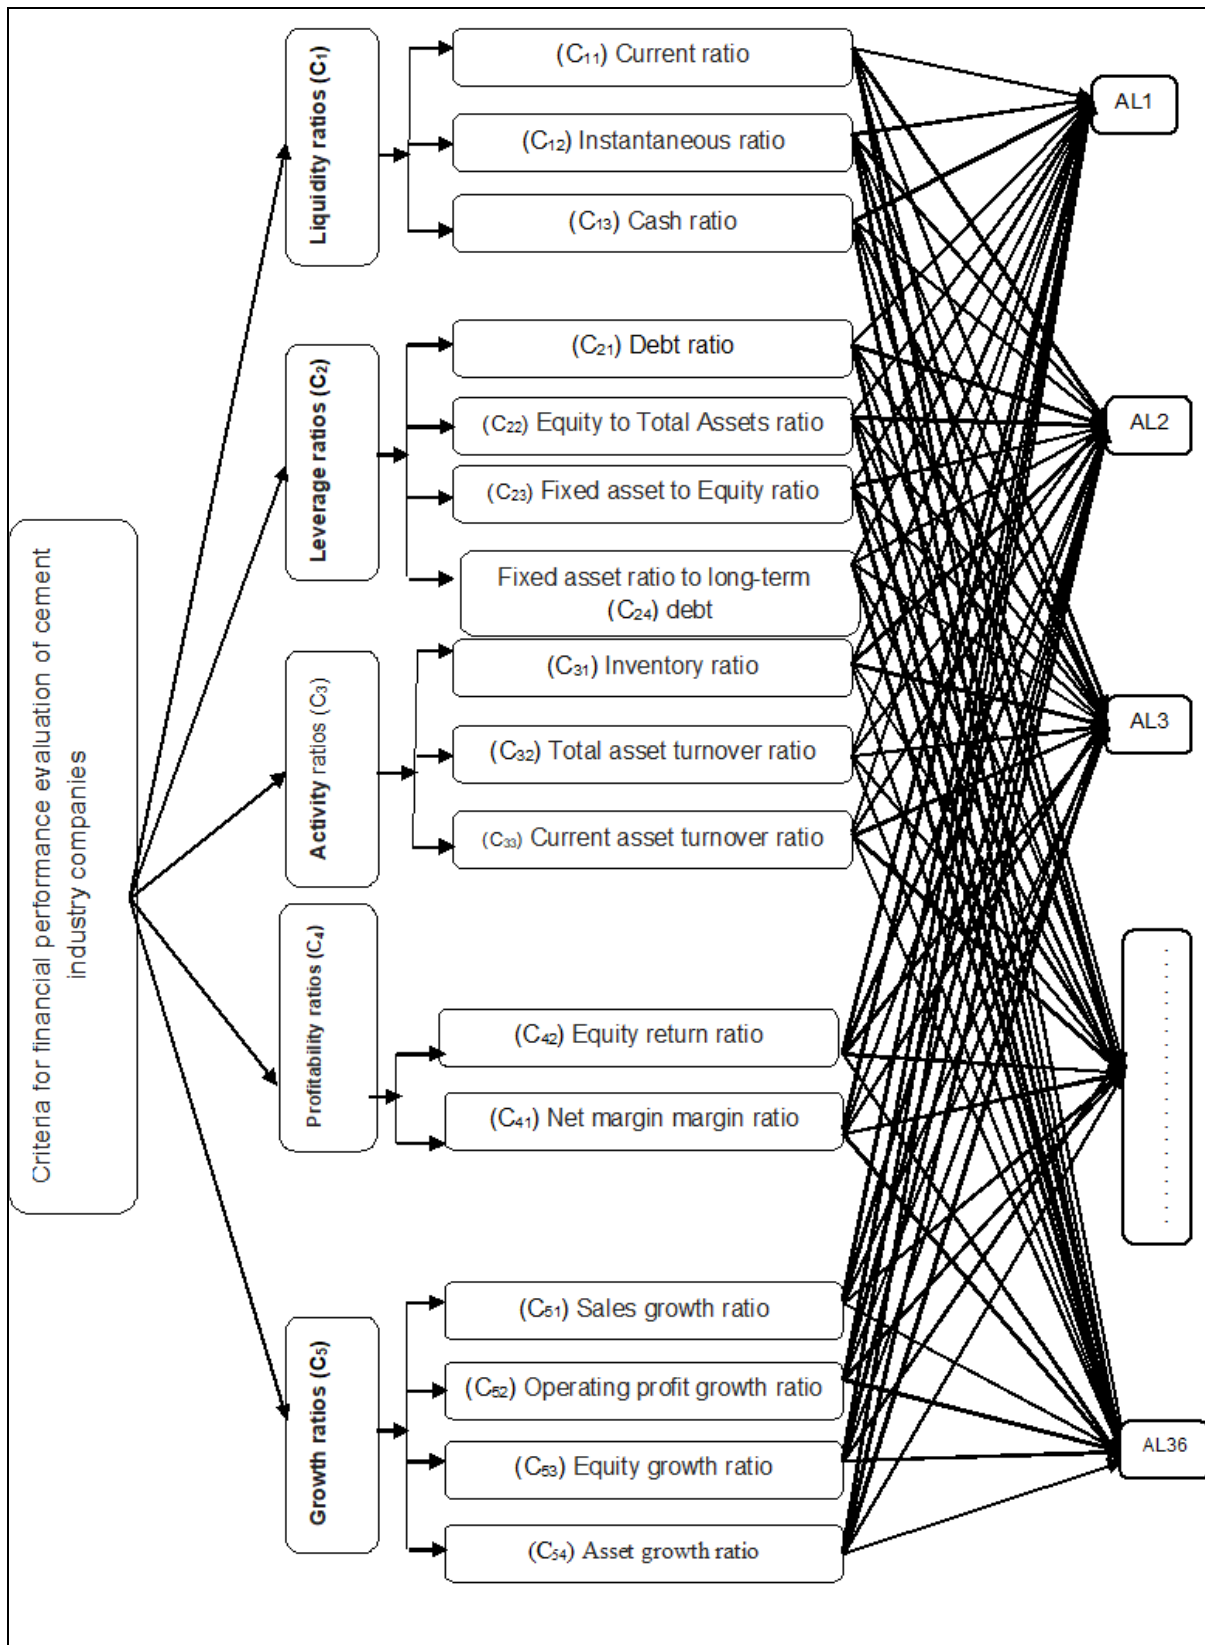 Criteria for financial performance evaluation of cement
industry companies
Liquidity ratios (C1)
(C11) Current ratio
(C12) Instantaneous ratio
(C13) Cash ratio
Leverage ratios (C2)
(C21) Debt ratio
(C22) Equity to Total Assets ratio
(C23) Fixed asset to Equity ratio
Fixed asset ratio to long-term
(C24) debt
Activity ratios (C3)
(C31) Inventory ratio
(C32) Total asset turnover ratio
(C33) Current asset turnover ratio
Profitability ratios (C4)
(C42) Equity return ratio
(C41) Net margin margin ratio
Growth ratios (C5)
(C51) Sales growth ratio
(C52) Operating profit growth ratio
(C53) Equity growth ratio
(C54) Asset growth ratio
AL1
AL2
AL3
..................
AL36